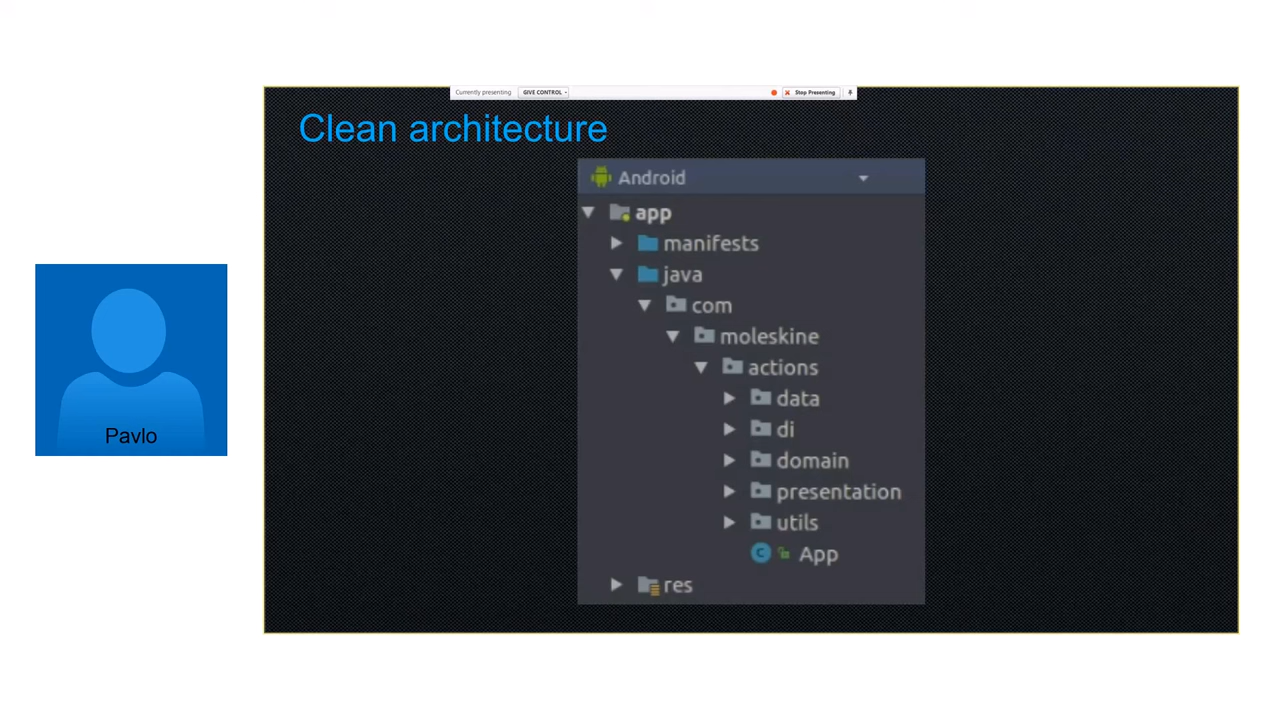 Currently presenting GIVE CONTROL Stop Presenting
Clean architecture
Android
app
manifests
java
com
moleskine
actions
data
di
domain
presentation
utils
C App
res
Pavlo